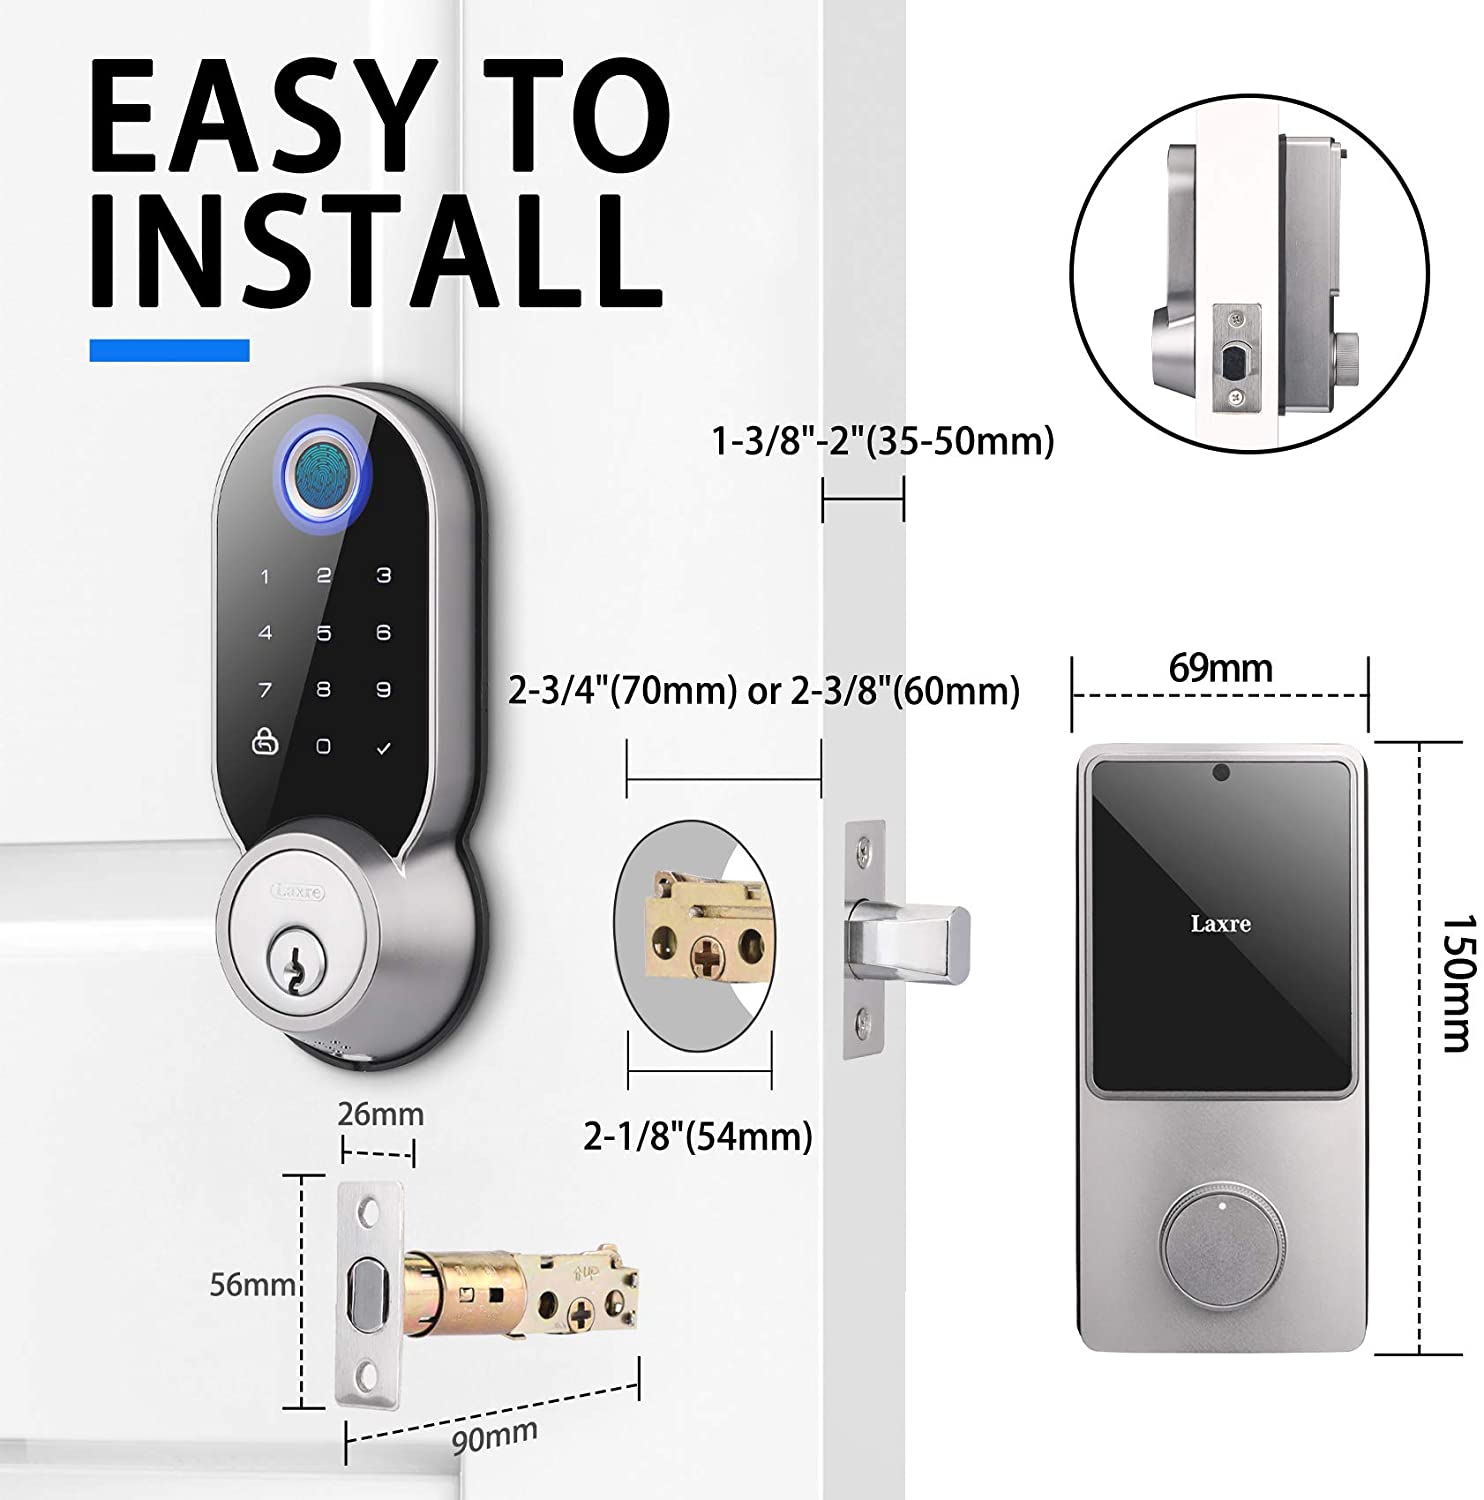 EASY TO
INSTALL
1-3/8"-2"(35-50mm)
1 2 3
4 5 6
7 8 9
0
2-3/4"(70mm) or 2-3/8"(60mm)
69mm
Laxre
Laxre
150mm
2-1/8"(54mm)
26mm
56mm
↑UP
90mm